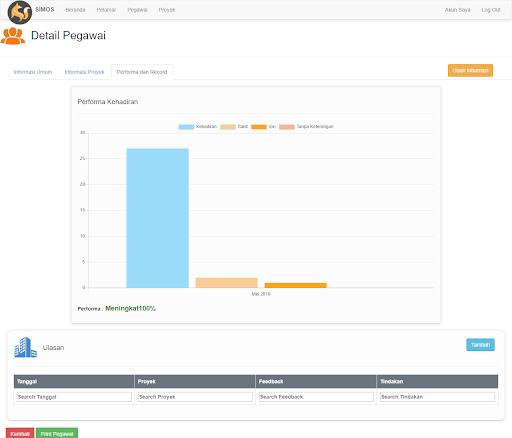 SIMOS Beranda Pelamar Pegawai Proyek Akun Saya Log Out
Detail Pegawai
Informasi Umum Informasi Proyek Performa dan Record
Ubah Informasi
Performa Kehadiran
Kehadiran Sakit Izin Tanpa Keterangan
30
25
20
15
10
5
0
Mei 2019
Performa : Meningkat100%
Ulasan
Tambah
Tanggal Proyek Feedback Tindakan
Search Tanggal Search Proyek Search Feedback Search Tindakan
Kembali Print Pegawai